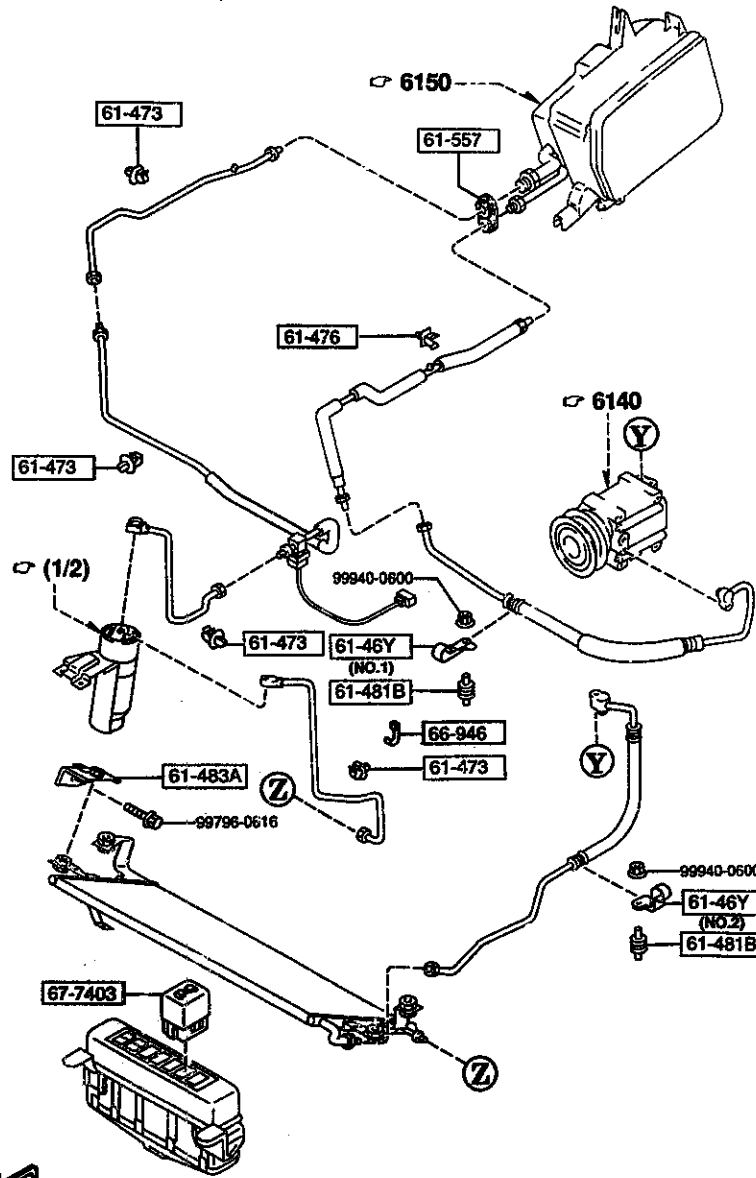 ☞ 6150
61-473
61-557
61-476
☞ 6140
Y
61-473
☞ (1/2)
99940-0600
61-473
61-46Y
(NO.1)
61-481B
66-946
Y
61-483A
61-473
Z
99796-0616
99940-0600
61-46Y
(NO.2)
61-481B
67-7403
Z